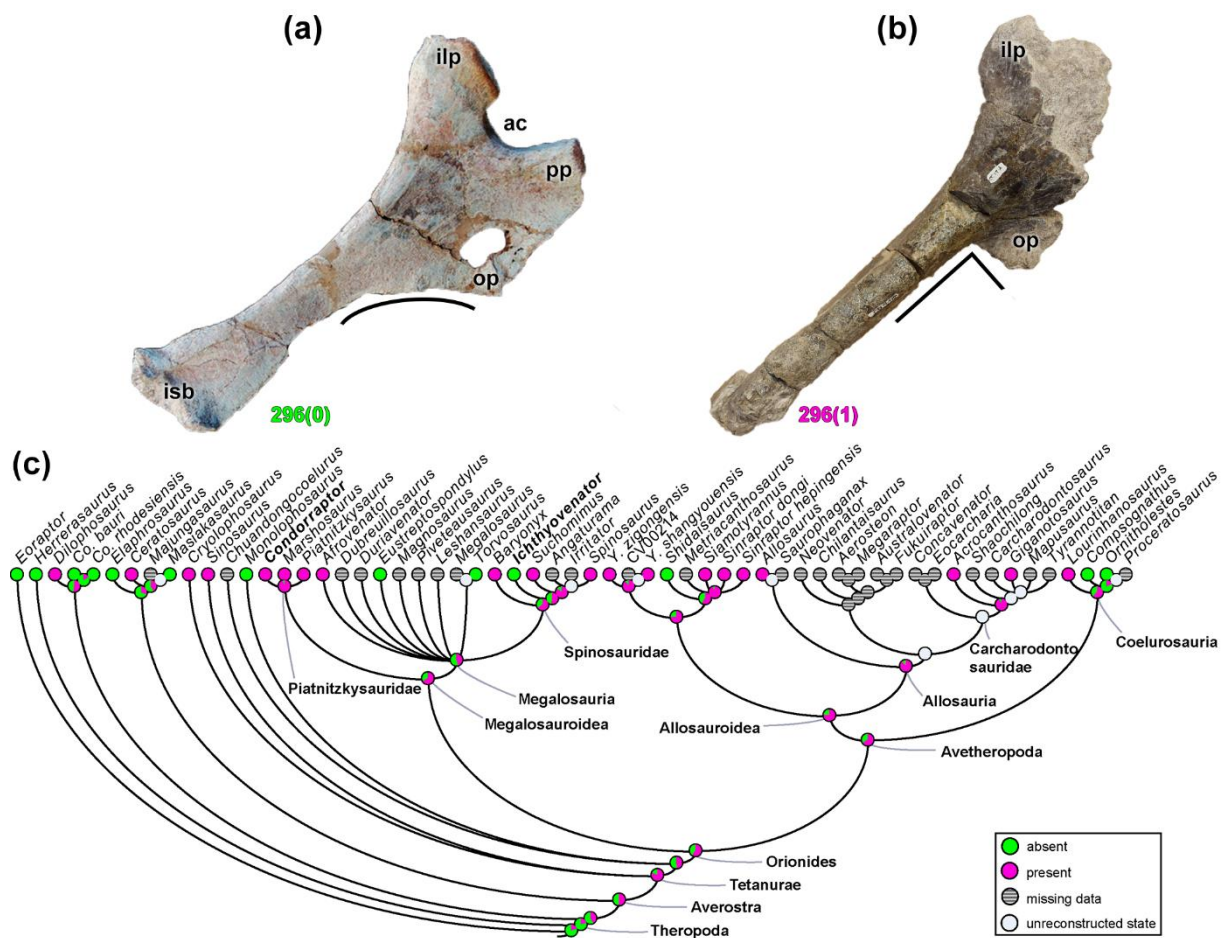 (a)
ilp
ac
pp
op
isb
296(0)
(b)
ilp
op
296(1)
(c)
Eoraptor
Herrerasaurus
Dilophosaurus
Co. bauri
Co. rhodesiensis
Elaphrosaurus
Ceratosaurus
Majungasaurus
Masiakasaurus
Cryolophosaurus
Sinosaurus
Chuandongocoelurus
Monolophosaurus
Condorraptor
Marshosaurus
Piatnitzkysaurus
Afrovenator
Dubreuillosaurus
Duriavenator
Eustreptospondylus
Magnosaurus
Piveteausaurus
Leshansaurus
Megalosaurus
Torvosaurus
Baryonyx
Ichthyovenator
Suchomimus
Angaturama
Irritator
Spinosaurus
Y. zigongensis
CV00214
Y. shangyouensis
Shidaisaurus
Metriacanthosaurus
Siamotyrannus
Sinraptor dongi
Sinraptor hepingensis
Allosaurus
Saurophaganax
Neovenator
Chilantaisaurus
Aerosteon
Megaraptor
Australovenator
Fukuiraptor
Concavenator
Eocarcharia
Acrocanthosaurus
Shaochilong
Carcharodontosaurus
Giganotosaurus
Mapusaurus
Tyrannotitan
Lourinhanosaurus
Compsognathus
Ornitholestes
Proceratosaurus
Spinosauridae
Piatnitzkysauridae
Megalosauria
Megalosauroidea
Carcharodonto
sauridae
Coelurosauria
Allosauria
Allosauroidea
Avetheropoda
Orionides
Tetanurae
Averostra
Theropoda
absent
present
missing data
unreconstructed state